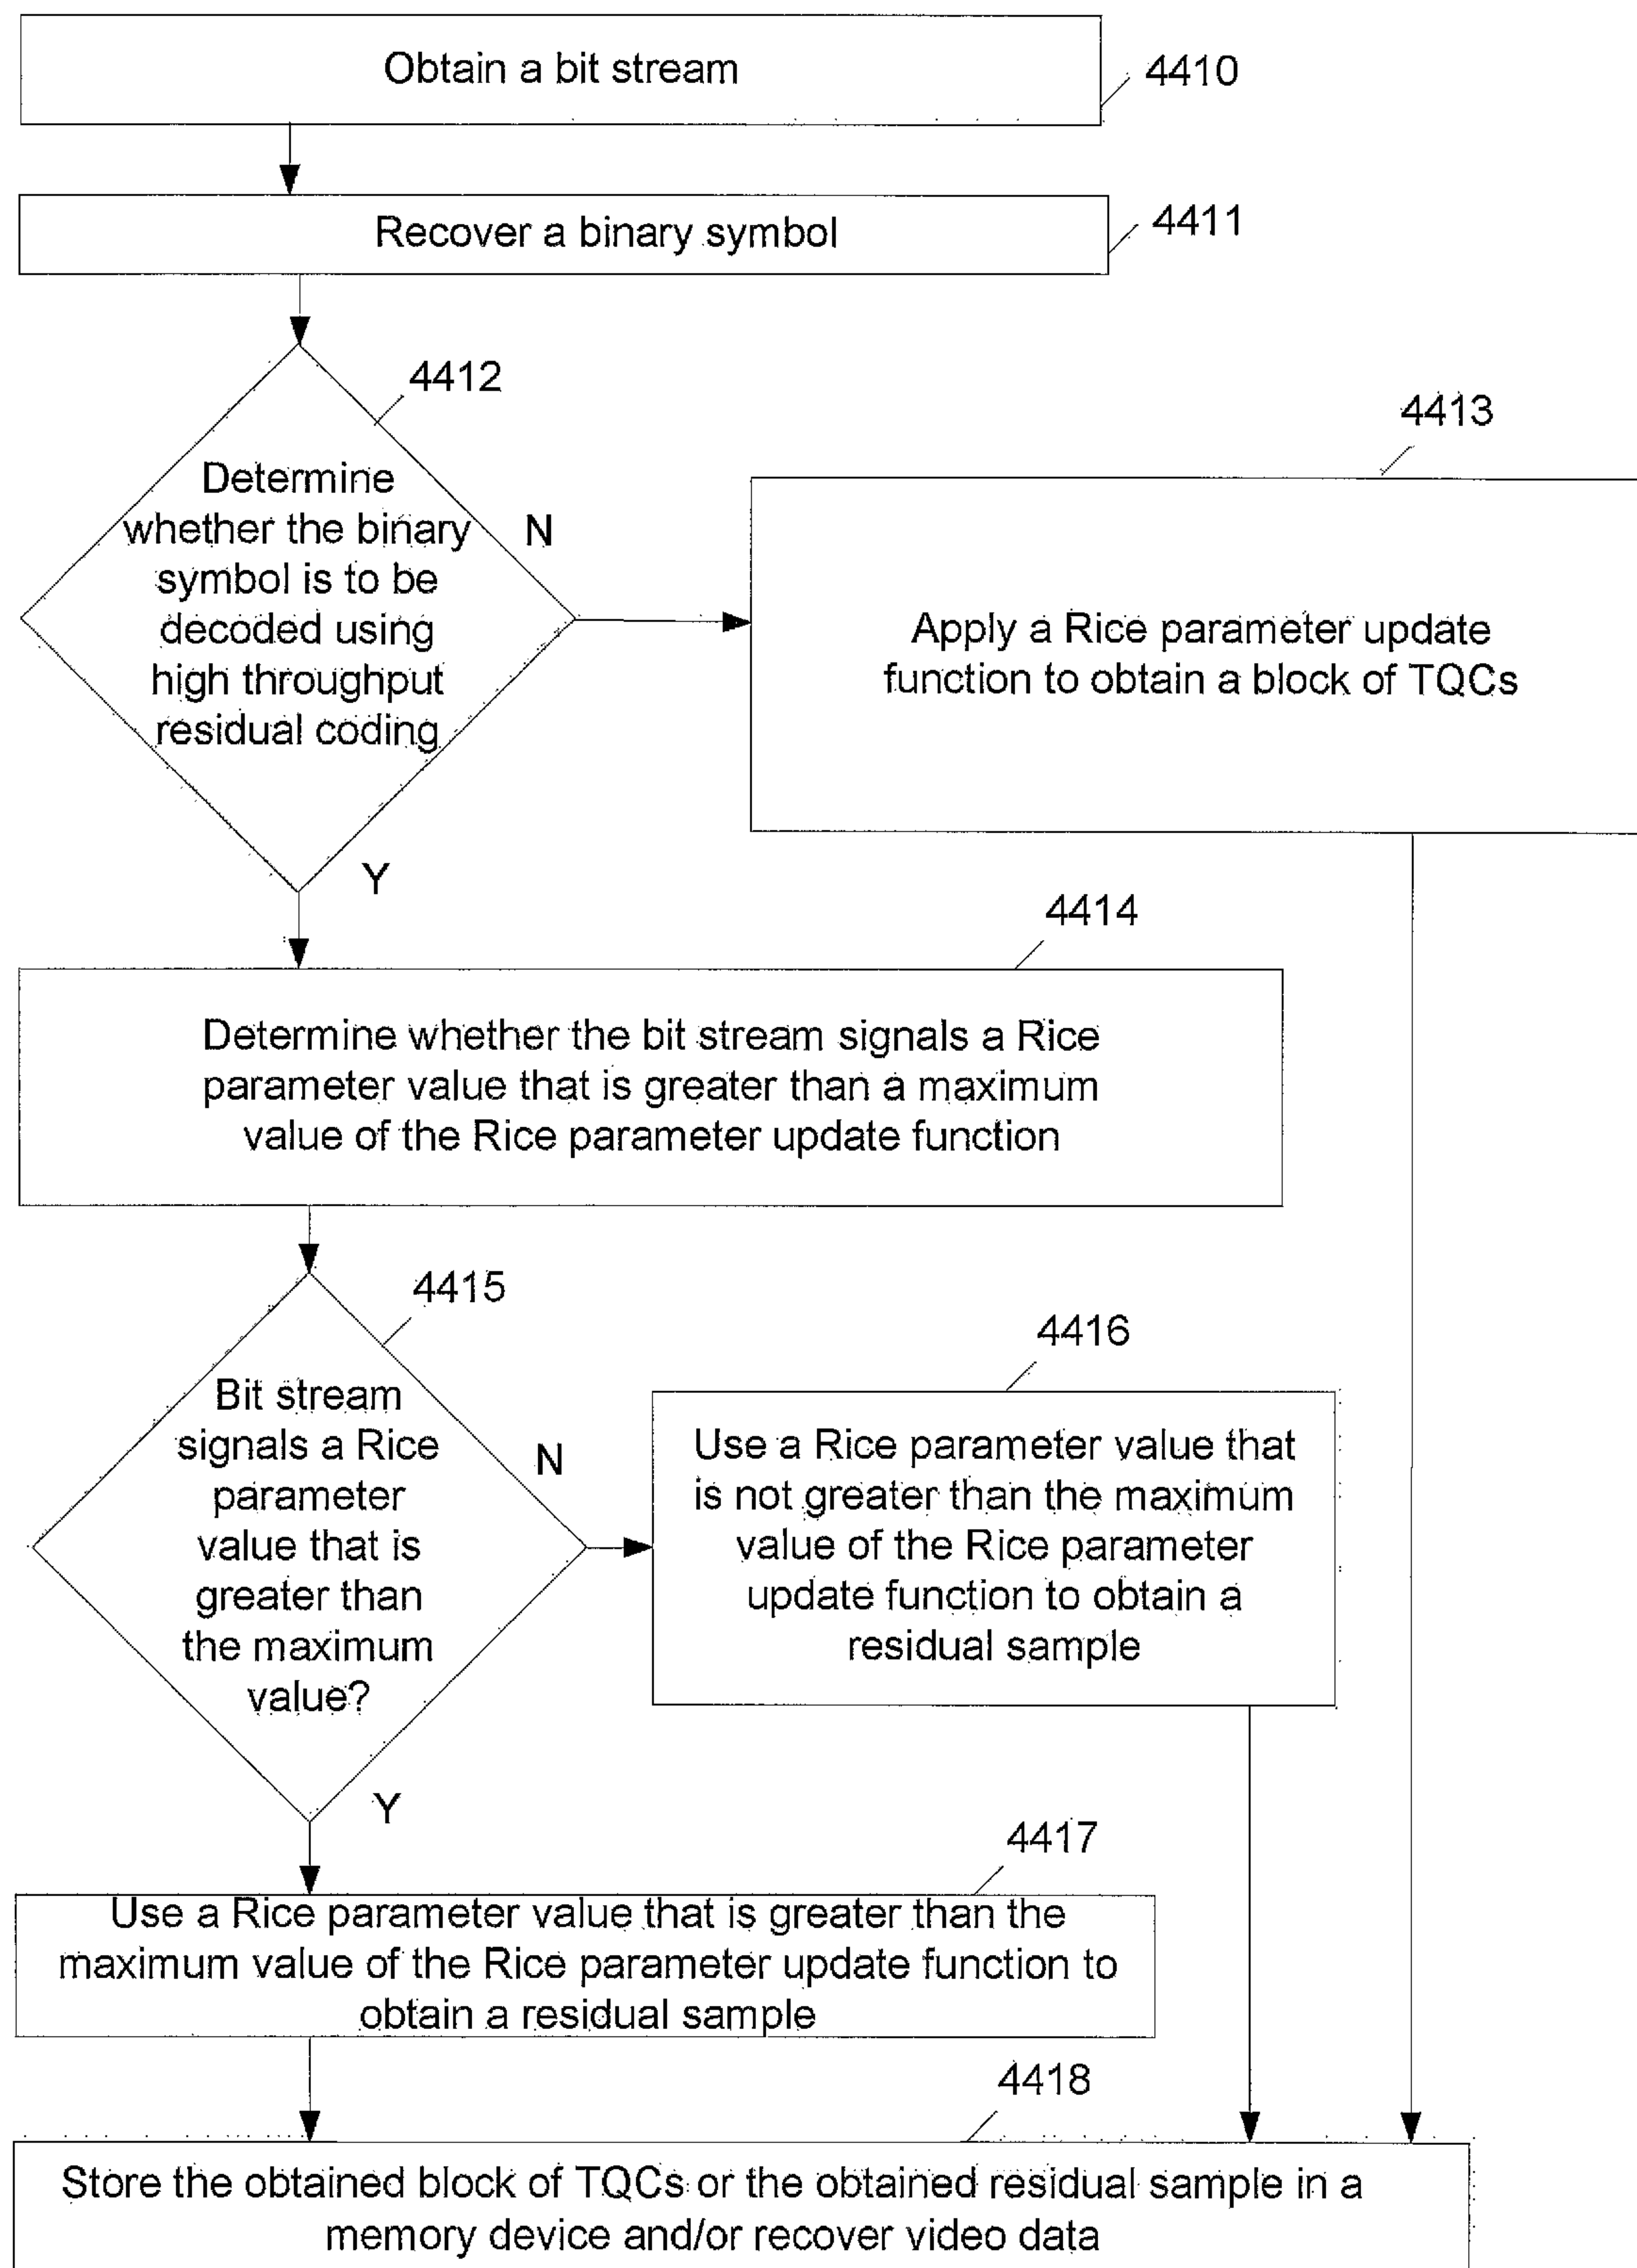 Obtain a bit stream
4410
Recover a binary symbol
4411
4412
Determine
whether the binary
symbol is to be
decoded using
high throughput
residual coding
N
Y
4413
Apply a Rice parameter update
function to obtain a block of TQCs
4414
Determine whether the bit stream signals a Rice
parameter value that is greater than a maximum
value of the Rice parameter update function
4415
Bit stream
signals a Rice
parameter
value that is
greater than
the maximum
value?
N
Y
4416
Use a Rice parameter value that
is not greater than the maximum
value of the Rice parameter
update function to obtain a
residual sample
4417
Use a Rice parameter value that is greater than the
maximum value of the Rice parameter update function to
obtain a residual sample
4418
Store the obtained block of TQCs or the obtained residual sample in a
memory device and/or recover video data